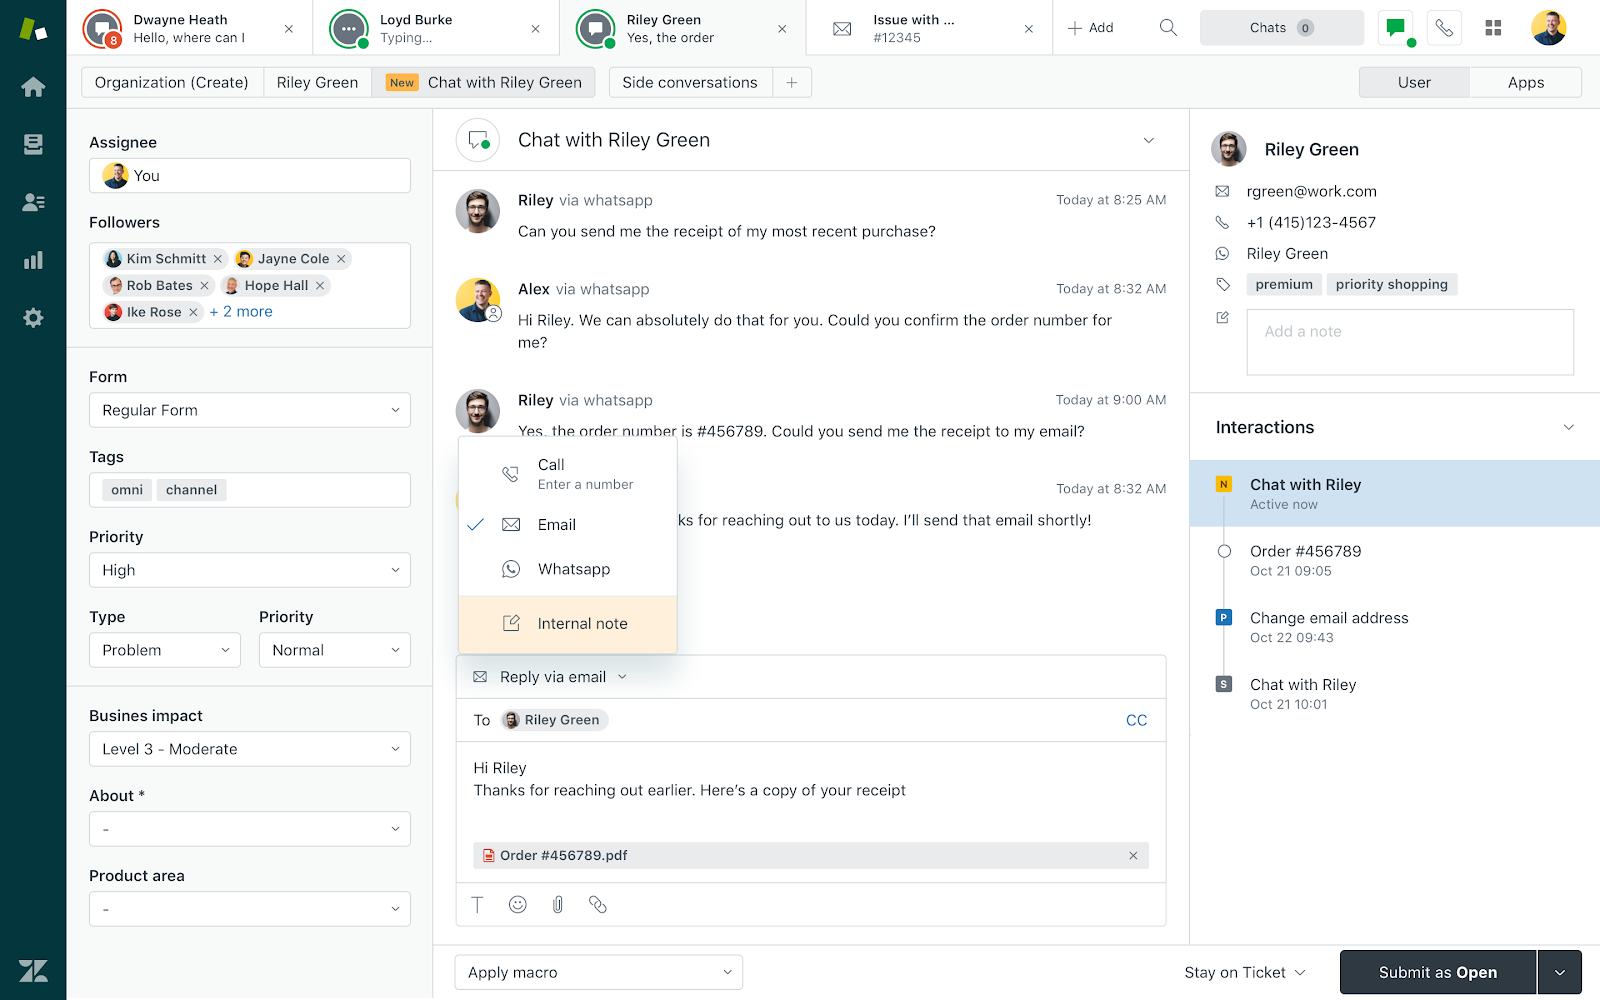 Dwayne Heath
Hello, where can I
8
Loyd Burke
Typing...
Riley Green
Yes, the order
Issue with ...
#12345
Add
Chats 0
Organization (Create)
Riley Green
New Chat with Riley Green
Side conversations
User
Apps
Assignee
You
Followers
Kim Schmitt
Jayne Cole
Rob Bates
Hope Hall
Ike Rose
+ 2 more
Form
Regular Form
Tags
omni
channel
Priority
High
Type
Priority
Problem
Normal
Busines impact
Level 3 - Moderate
About *
-
Product area
-
Chat with Riley Green
Riley via whatsapp
Today at 8:25 AM
Can you send me the receipt of my most recent purchase?
Alex via whatsapp
Today at 8:32 AM
Hi Riley. We can absolutely do that for you. Could you confirm the order number for
me?
Riley via whatsapp
Today at 9:00 AM
Yes, the order number is #456789. Could you send me the receipt to my email?
Today at 8:32 AM
ks for reaching out to us today. I’ll send that email shortly!
Call
Enter a number
Email
Whatsapp
Internal note
Reply via email
To Riley Green
CC
Hi Riley
Thanks for reaching out earlier. Here’s a copy of your receipt
Order #456789.pdf
Apply macro
Stay on Ticket
Submit as Open
Riley Green
rgreen@work.com
+1 (415)123-4567
Riley Green
premium
priority shopping
Add a note
Interactions
N
Chat with Riley
Active now
Order #456789
Oct 21 09:05
P
Change email address
Oct 22 09:43
S
Chat with Riley
Oct 21 10:01